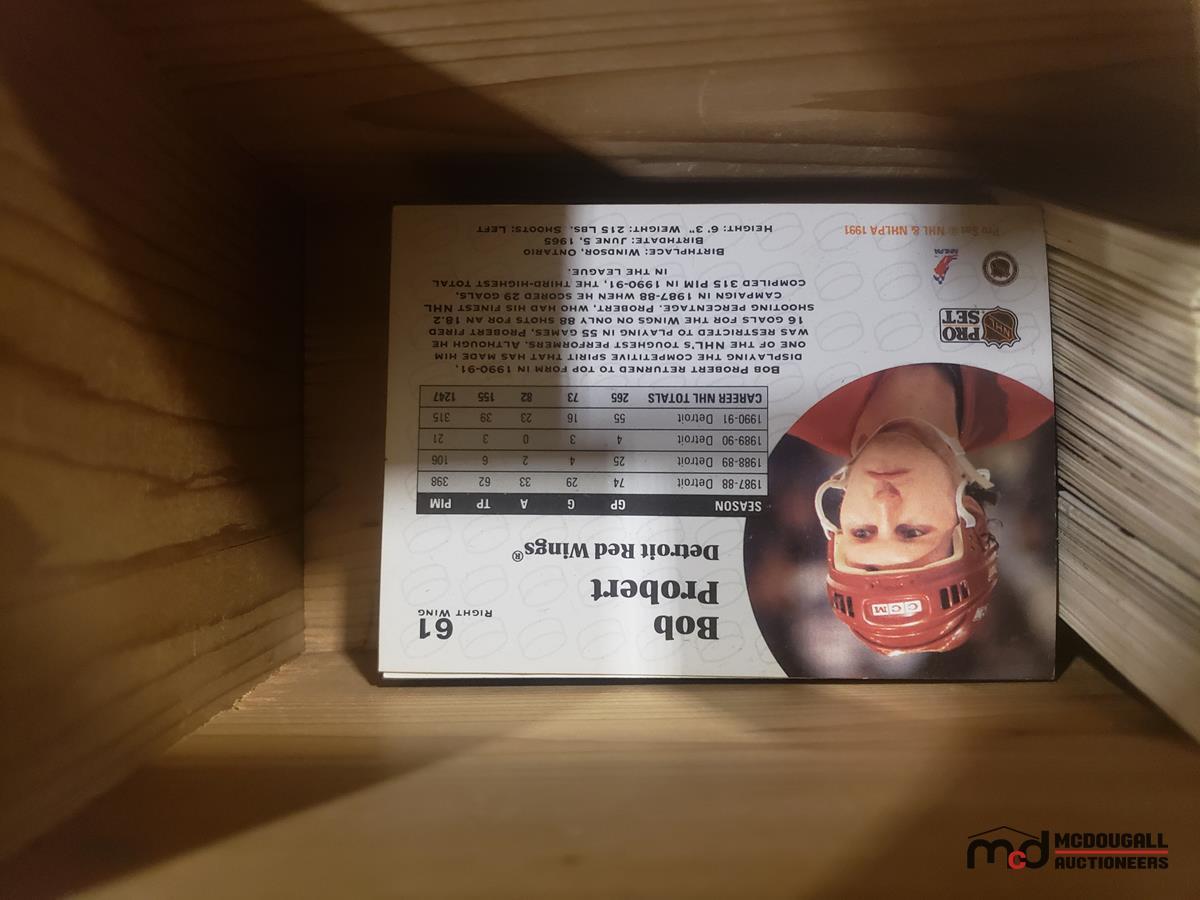 61
RIGHT WING
Bob
Probert
Detroit Red Wings®
SEASON GP G A TP PIM
1987-88 Detroit 74 29 33 62 398
1988-89 Detroit 25 4 2 6 106
1989-90 Detroit 4 3 0 3 21
1990-91 Detroit 55 16 23 39 315
CAREER NHL TOTALS 265 73 82 155 1247
BOB PROBERT RETURNED TO TOP FORM IN 1990-91,
DISPLAYING THE COMPETITIVE SPIRIT THAT HAS MADE HIM
ONE OF THE NHL'S TOUGHEST PERFORMERS. ALTHOUGH HE
WAS RESTRICTED TO PLAYING IN 55 GAMES, PROBERT FIRED
16 GOALS FOR THE WINGS ON ONLY 88 SHOTS FOR AN 18.2
SHOOTING PERCENTAGE. PROBERT, WHO HAD HIS FINEST NHL
CAMPAIGN IN 1987-88 WHEN HE SCORED 29 GOALS,
COMPILED 315 PIM IN 1990-91, THE THIRD-HIGHEST TOTAL
IN THE LEAGUE.
BIRTHPLACE: WINDSOR, ONTARIO
BIRTHDATE: JUNE 5, 1965
HEIGHT: 6' 3" WEIGHT: 215 LBS. SHOOTS: LEFT
CCM
NHL
PRO
SET
NHLPA
Pro Set ® NHL & NHLPA 1991
mcd MCDOUGALL
AUCTIONEERS